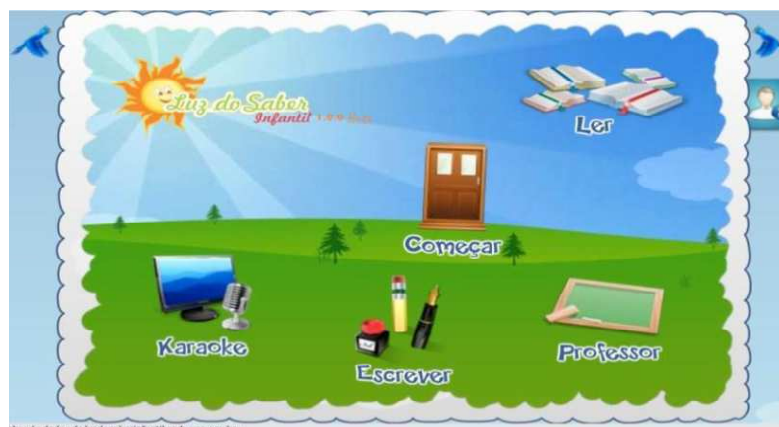 Luz do Saber
Infantil
Ler
Começar
Karaoke
Escrever
Professor